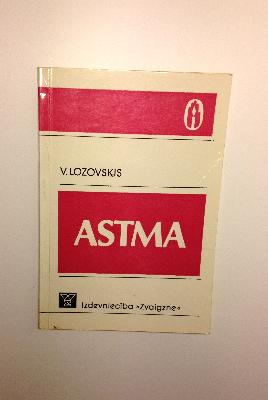 V. LOZOVSKIS
ASTMA
Izdevniecība »Zvaigzne«